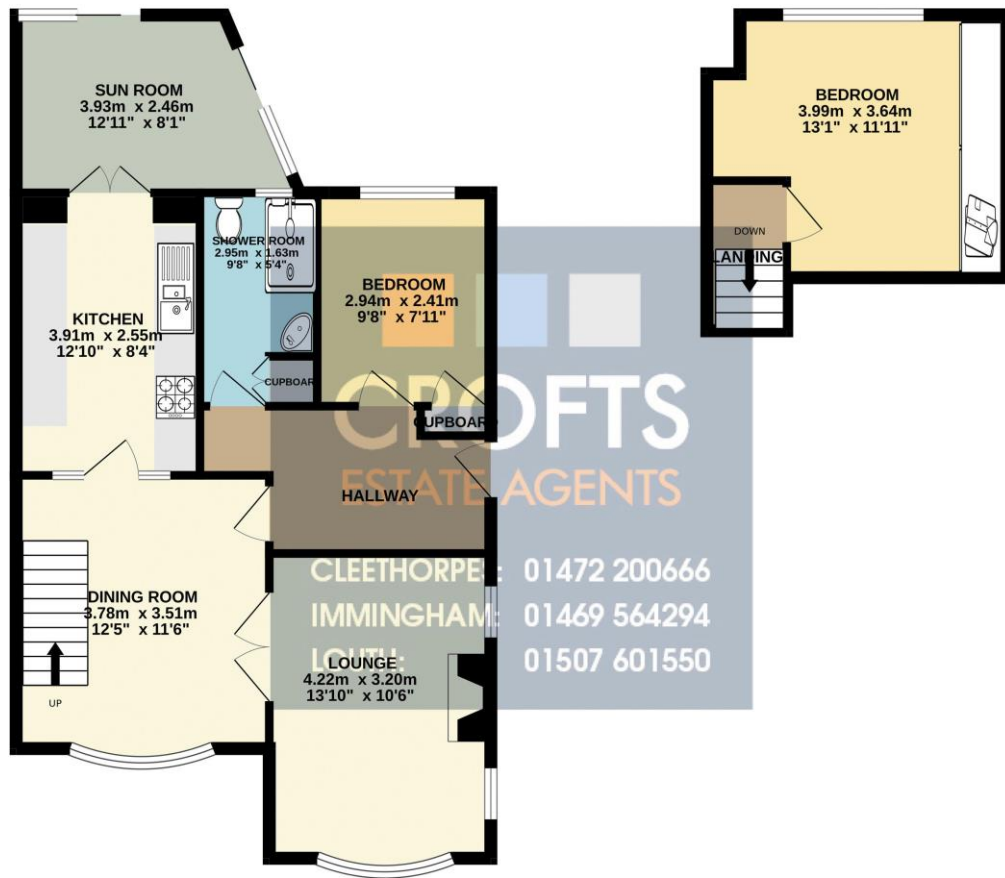 SUN ROOM
3.93m x 2.46m
12'11" x 8'1"
BEDROOM
3.99m x 3.64m
13'1" x 11'11"
SHOWER ROOM
2.95m x 1.63m
9'8" x 5'4"
DOWN
LANDING
BEDROOM
2.94m x 2.41m
9'8" x 7'11"
KITCHEN
3.91m x 2.55m
12'10" x 8'4"
CUPBOAR
CUPBOARD
CROFTS
ESTATE AGENTS
HALLWAY
CLEETHORPES: 01472 200666
IMMINGHAM: 01469 564294
LOUTH: 01507 601550
DINING ROOM
3.78m x 3.51m
12'5" x 11'6"
LOUNGE
4.22m x 3.20m
13'10" x 10'6"
UP